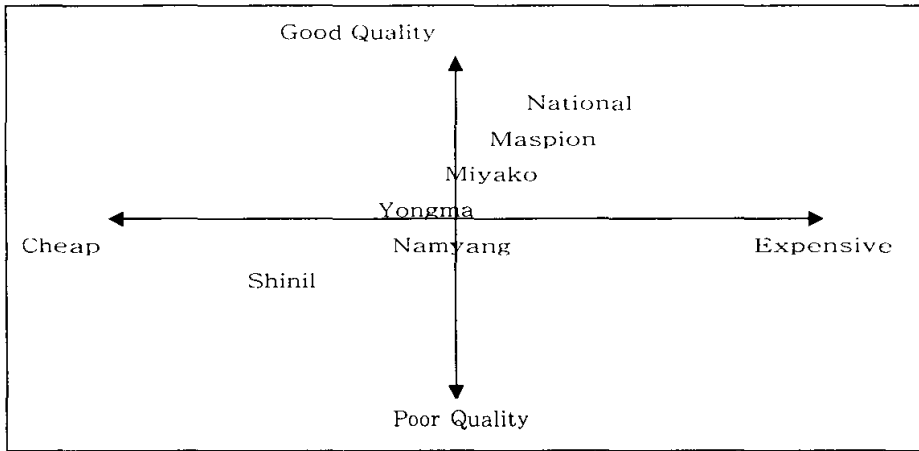 Good Quality
National
Maspion
Miyako
Yongma
Cheap Namyang Expensive
Shinil
Poor Quality